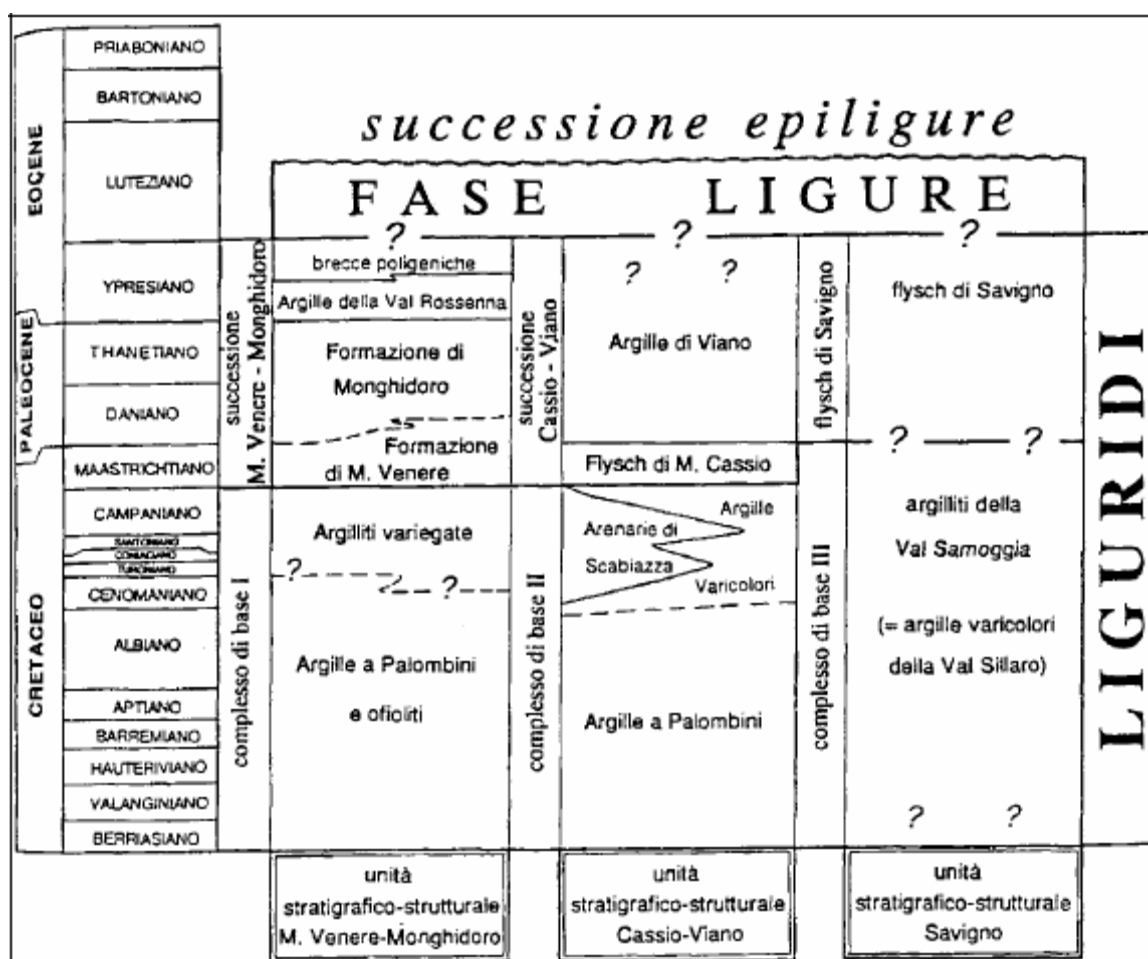 EOCENE
PALEOCENE
CRETACEO
PRIABONIANO
BARTONIANO
LUTEZIANO
YPRESIANO
THANETIANO
DANIANO
MAASTRICHTIANO
CAMPANIANO
SANTONIANO
CONIACIANO
TURONIANO
CENOMANIANO
ALBIANO
APTIANO
BARREMIANO
HAUTERIVIANO
VALANGINIANO
BERRIASIANO
successione epiligure
FASE LIGURE
successione
M. Venere - Monghidoro
complesso di base I
?
brecce poligeniche
Argille della Val Rossenna
Formazione di
Monghidoro
Formazione
di M. Venere
Argilliti variegate
?
?
Argille a Palombini
e ofioliti
unità
stratigrafico-strutturale
M. Venere-Monghidoro
successione
Cassio - Viano
complesso di base II
?
? ?
Argille di Viano
Flysch di M. Cassio
Argille
Arenarie di
Scabiazza
Varicolori
Argille a Palombini
unità
stratigrafico-strutturale
Cassio-Viano
flysch di Savigno
complesso di base III
?
flysch di Savigno
? ?
argilliti della
Val Samoggia
(= argille varicolori
della Val Sillaro)
? ?
unità
stratigrafico-strutturale
Savigno
LIGURIDI